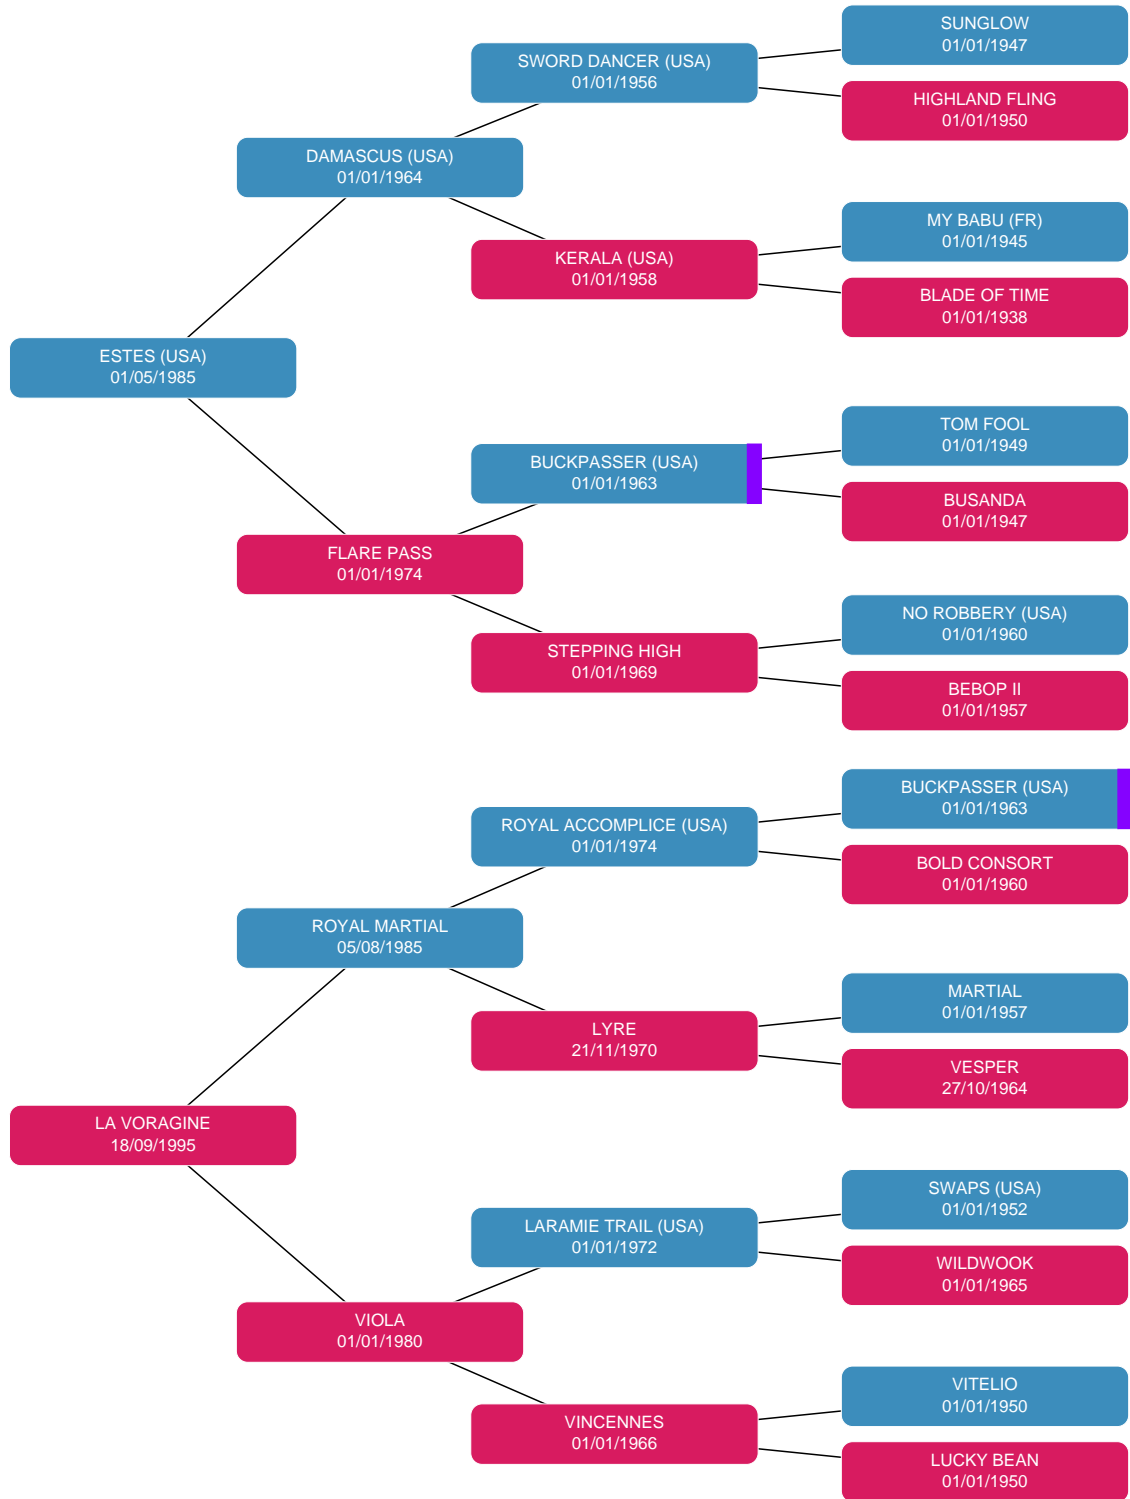 SUNGLOW
01/01/1947
SWORD DANCER (USA)
01/01/1956
HIGHLAND FLING
01/01/1950
DAMASCUS (USA)
01/01/1964
MY BABU (FR)
01/01/1945
KERALA (USA)
01/01/1958
BLADE OF TIME
01/01/1938
ESTES (USA)
01/05/1985
TOM FOOL
01/01/1949
BUCKPASSER (USA)
01/01/1963
BUSANDA
01/01/1947
FLARE PASS
01/01/1974
NO ROBBERY (USA)
01/01/1960
STEPPING HIGH
01/01/1969
BEBOP II
01/01/1957
BUCKPASSER (USA)
01/01/1963
ROYAL ACCOMPLICE (USA)
01/01/1974
BOLD CONSORT
01/01/1960
ROYAL MARTIAL
05/08/1985
MARTIAL
01/01/1957
LYRE
21/11/1970
VESPER
27/10/1964
LA VORAGINE
18/09/1995
SWAPS (USA)
01/01/1952
LARAMIE TRAIL (USA)
01/01/1972
WILDWOOK
01/01/1965
VIOLA
01/01/1980
VITELIO
01/01/1950
VINCENNES
01/01/1966
LUCKY BEAN
01/01/1950